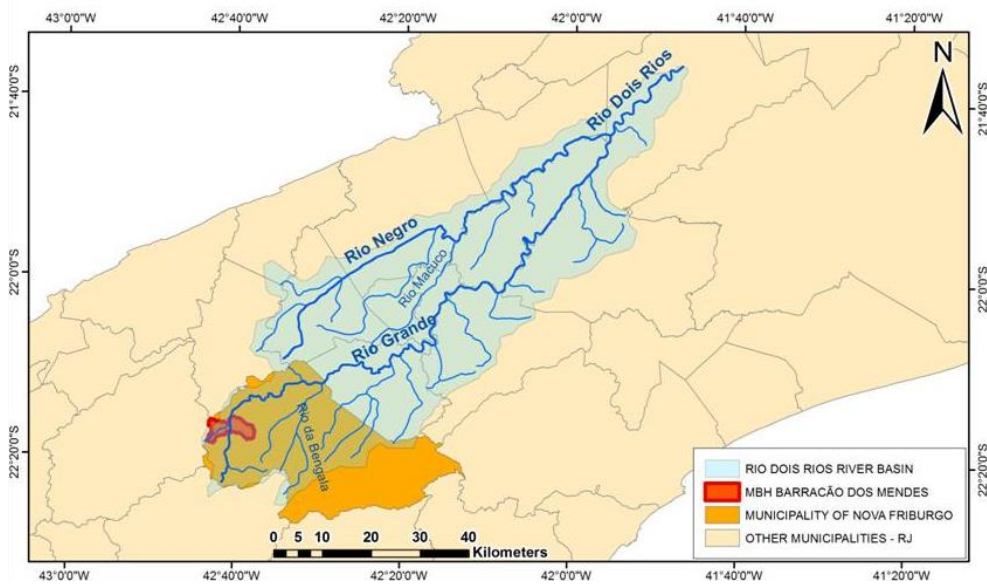 43°0'0"W 42°40'0"W 42°20'0"W 42°0'0"W 41°40'0"W 41°20'0"W
21°40'0"S
22°0'0"S
22°20'0"S
N
21°40'0"S
22°0'0"S
22°20'0"S
Rio Dois Rios
Rio Negro
Rio Macuco
Rio Grande
Rio da Bengala
0 5 10 20 30 40
Kilometers
RIO DOIS RIOS RIVER BASIN
MBH BARRACÃO DOS MENDES
MUNICIPALITY OF NOVA FRIBURGO
OTHER MUNICIPALITIES - RJ
43°0'0"W 42°40'0"W 42°20'0"W 42°0'0"W 41°40'0"W 41°20'0"W